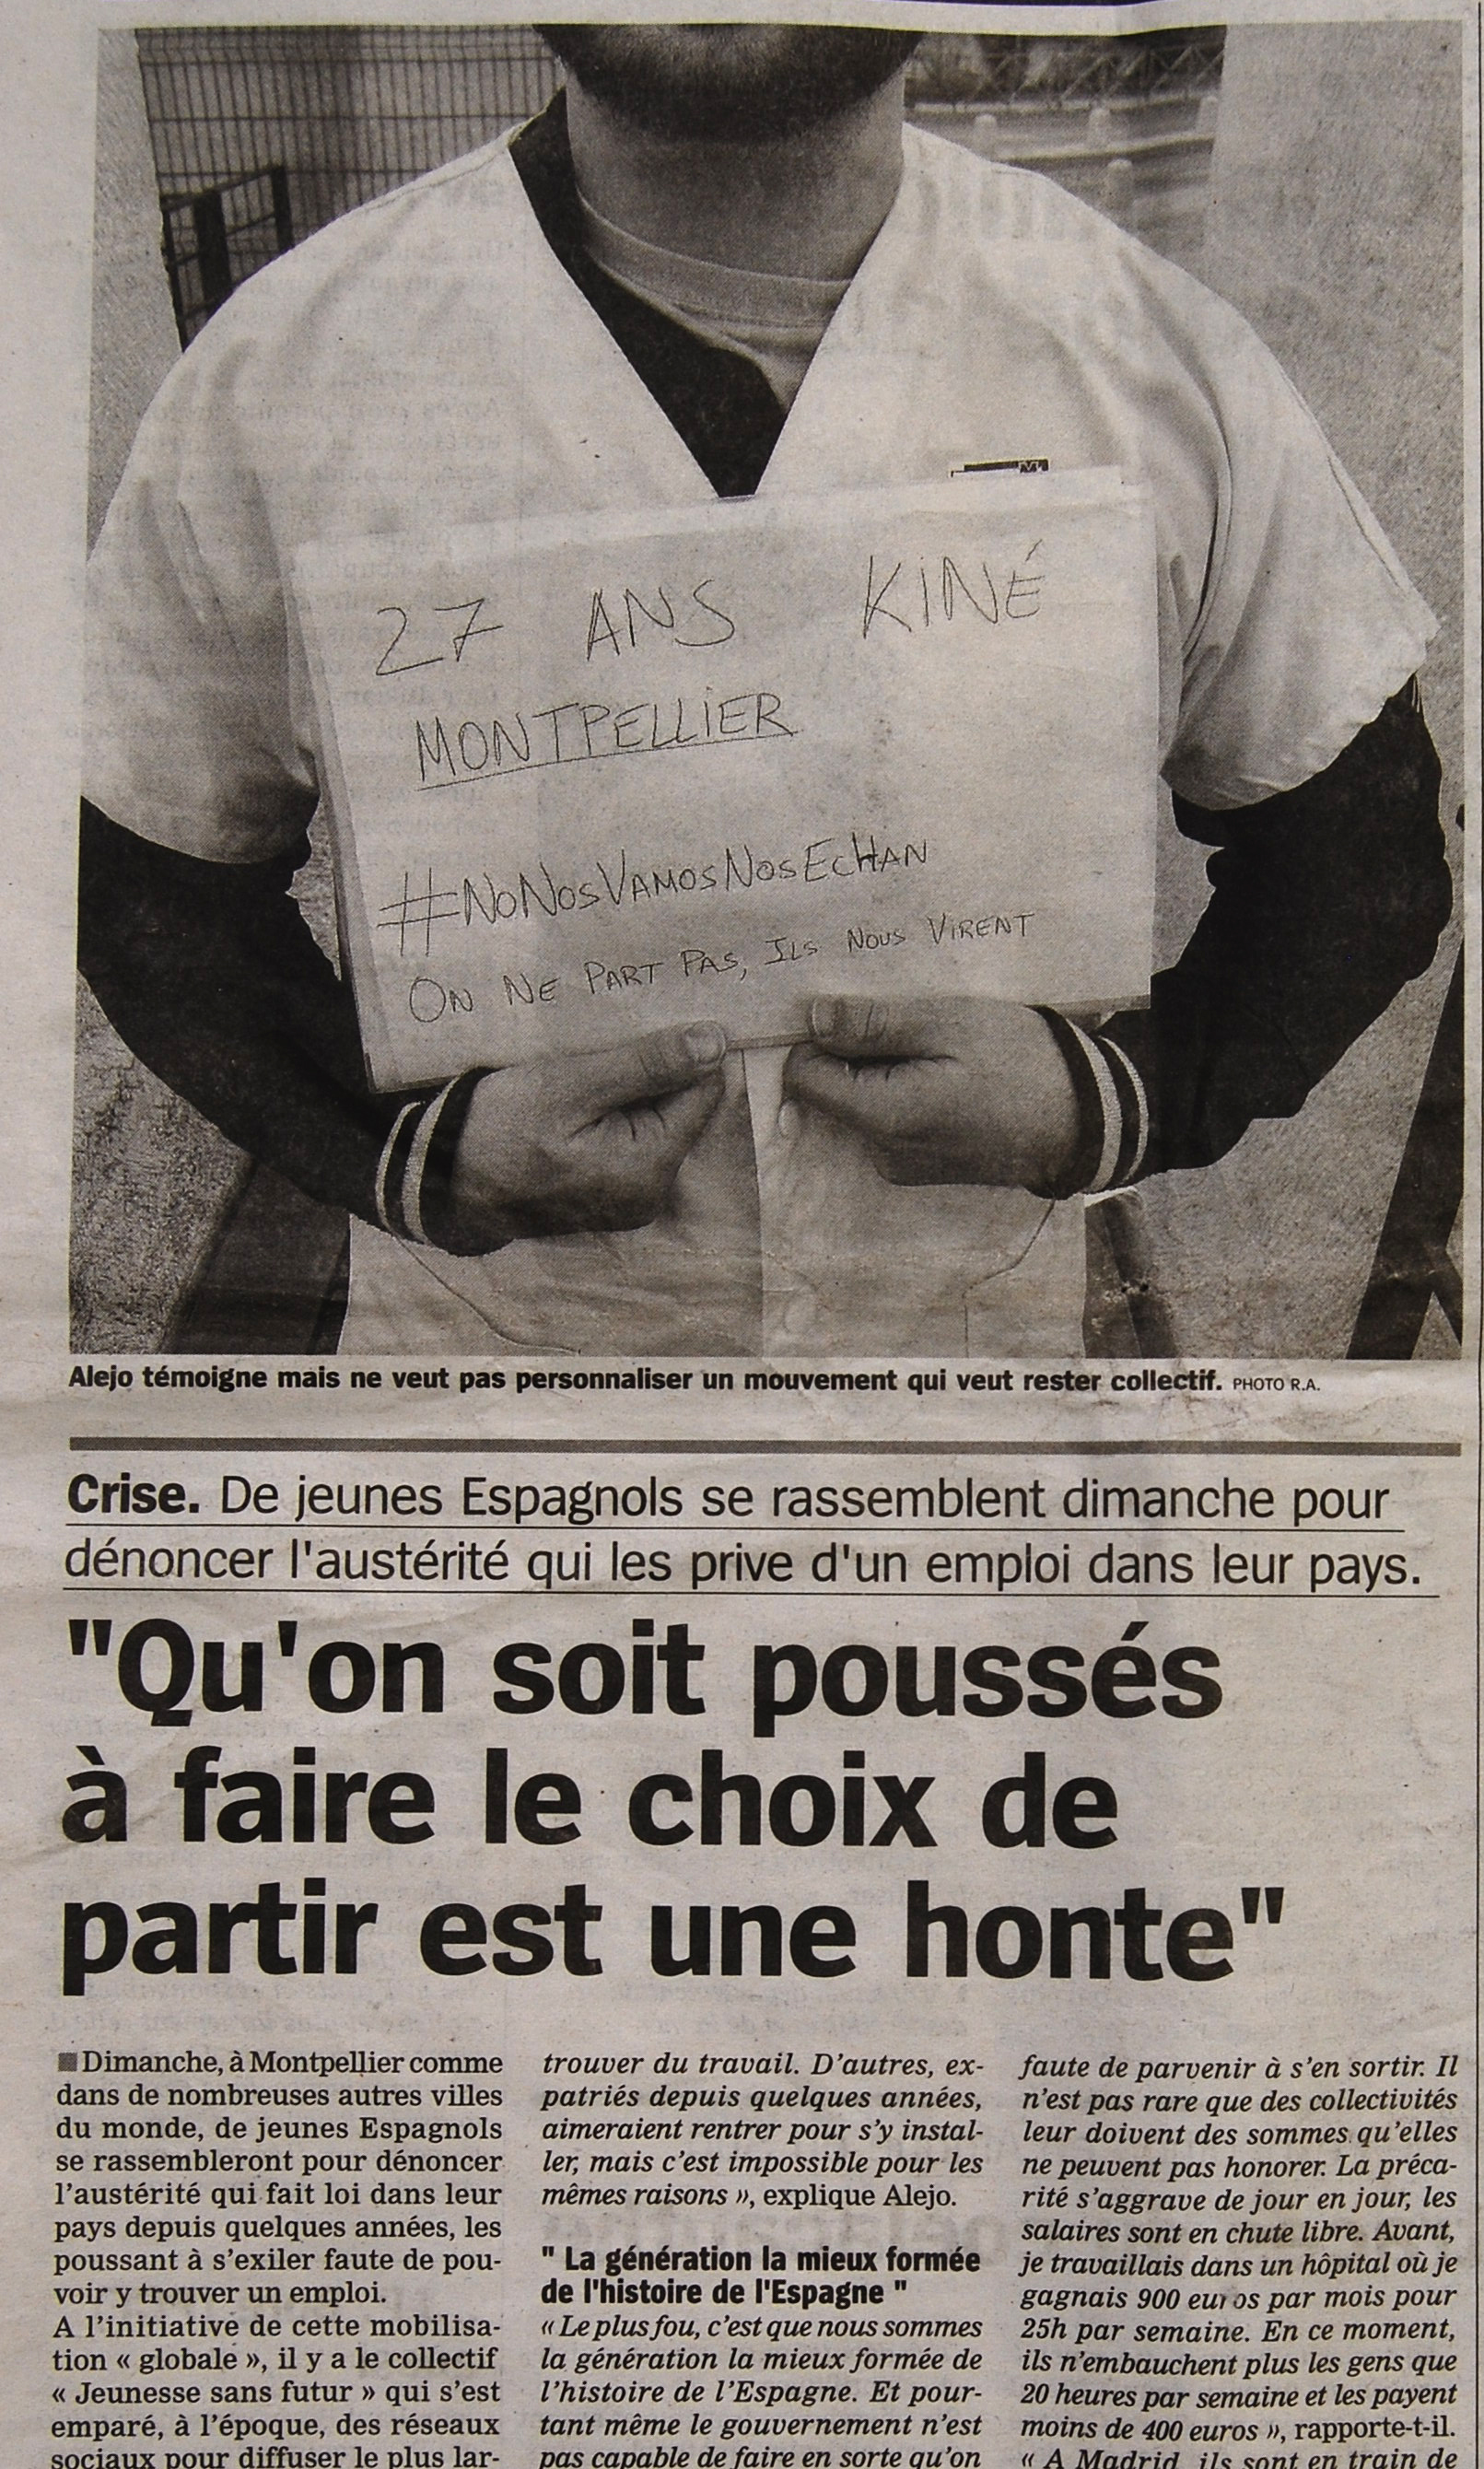 27 ANS KINÉ
MONTPELLIER
#NoNosVamosNosEchan
On Ne Part Pas, Ils Nous Virent
Alejo témoigne mais ne veut pas personnaliser un mouvement qui veut rester collectif. PHOTO R.A.
Crise. De jeunes Espagnols se rassemblent dimanche pour
dénoncer l'austérité qui les prive d'un emploi dans leur pays.
"Qu'on soit poussés
à faire le choix de
partir est une honte"
■ Dimanche, à Montpellier comme
dans de nombreuses autres villes
du monde, de jeunes Espagnols
se rassembleront pour dénoncer
l'austérité qui fait loi dans leur
pays depuis quelques années, les
poussant à s'exiler faute de pou-
voir y trouver un emploi.
A l'initiative de cette mobilisa-
tion « globale », il y a le collectif
« Jeunesse sans futur » qui s'est
emparé, à l'époque, des réseaux
sociaux pour diffuser le plus lar-
trouver du travail. D'autres, ex-
patriés depuis quelques années,
aimeraient rentrer pour s'y instal-
ler, mais c'est impossible pour les
mêmes raisons », explique Alejo.
" La génération la mieux formée
de l'histoire de l'Espagne "
« Le plus fou, c'est que nous sommes
la génération la mieux formée de
l'histoire de l'Espagne. Et pour-
tant même le gouvernement n'est
pas capable de faire en sorte qu'on
faute de parvenir à s'en sortir. Il
n'est pas rare que des collectivités
leur doivent des sommes qu'elles
ne peuvent pas honorer. La préca-
rité s'aggrave de jour en jour, les
salaires sont en chute libre. Avant,
je travaillais dans un hôpital où je
gagnais 900 euros par mois pour
25h par semaine. En ce moment,
ils n'embauchent plus les gens que
20 heures par semaine et les payent
moins de 400 euros », rapporte-t-il.
« A Madrid, ils sont en train de